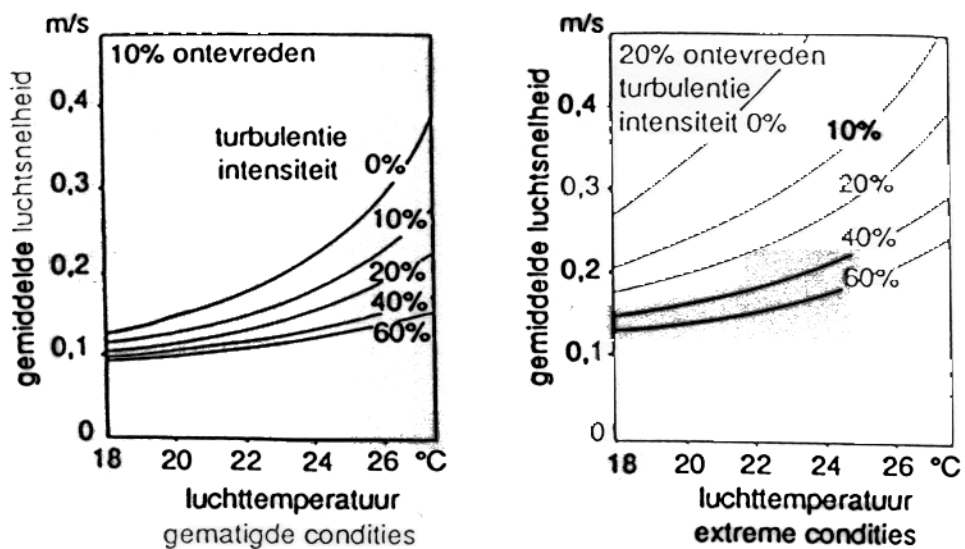 m/s
10% ontevreden
0,4
turbulentie
intensiteit
0%
0,3
10%
0,2
20%
40%
0,1
60%
0
18 20 22 24 26 °C
gemiddelde luchtsnelheid
luchttemperatuur
gematigde condities
m/s
20% ontevreden
turbulentie
intensiteit 0%
0,4
10%
0,3
20%
40%
0,2
60%
0,1
0
18 20 22 24 26 °C
gemiddelde luchtsnelheid
luchttemperatuur
extreme condities